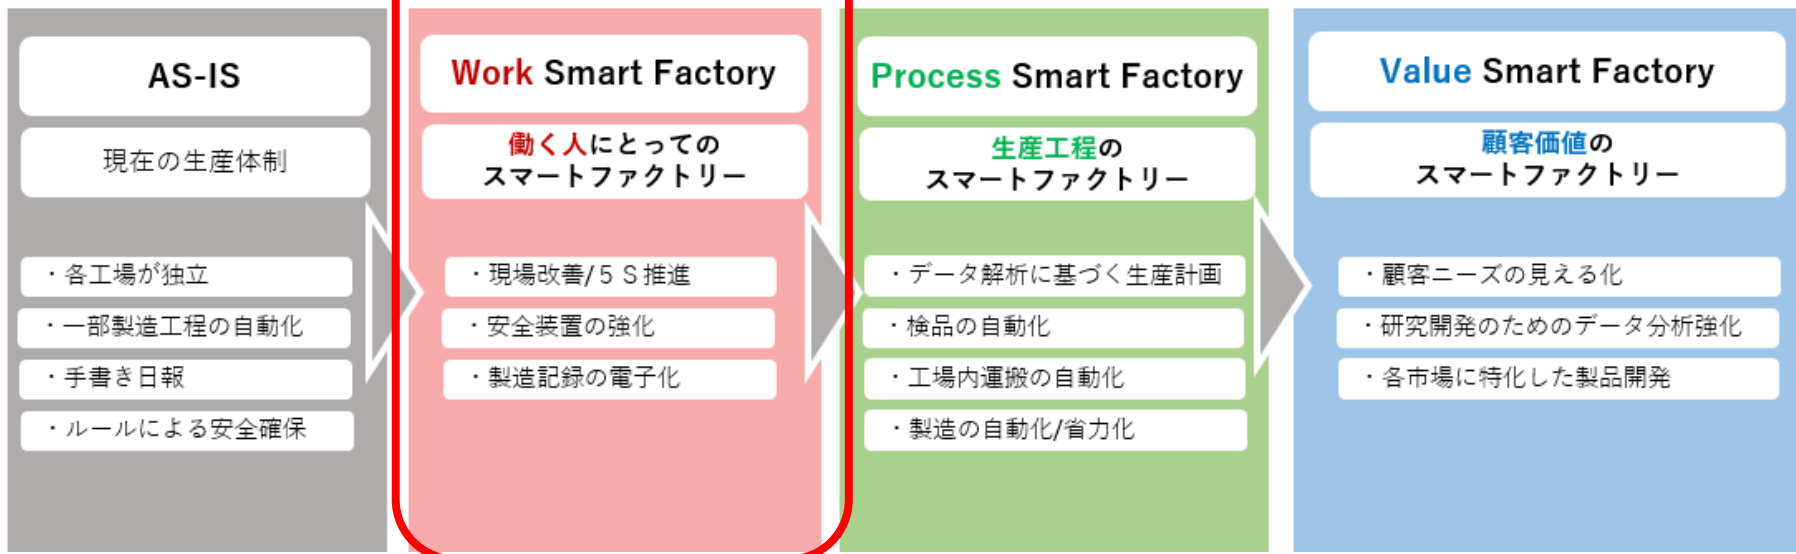 AS-IS
現在の生産体制
・各工場が独立
・一部製造工程の自動化
・手書き日報
・ルールによる安全確保
Work Smart Factory
働く人にとっての
スマートファクトリー
・現場改善/５Ｓ推進
・安全装置の強化
・製造記録の電子化
Process Smart Factory
生産工程の
スマートファクトリー
・データ解析に基づく生産計画
・検品の自動化
・工場内運搬の自動化
・製造の自動化/省力化
Value Smart Factory
顧客価値の
スマートファクトリー
・顧客ニーズの見える化
・研究開発のためのデータ分析強化
・各市場に特化した製品開発